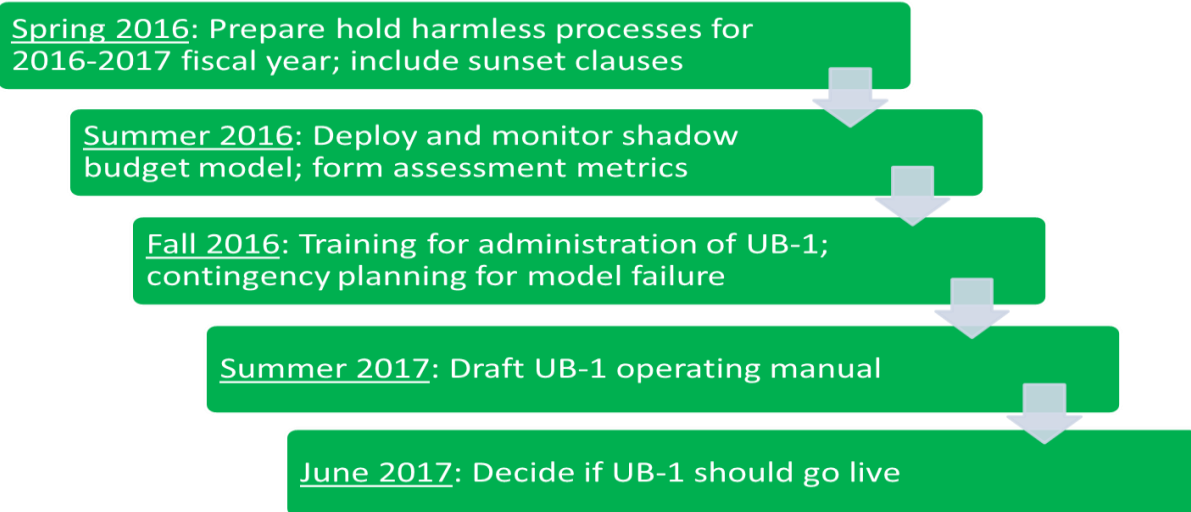 Spring 2016: Prepare hold harmless processes for
2016-2017 fiscal year; include sunset clauses
Summer 2016: Deploy and monitor shadow
budget model; form assessment metrics
Fall 2016: Training for administration of UB-1;
contingency planning for model failure
Summer 2017: Draft UB-1 operating manual
June 2017: Decide if UB-1 should go live